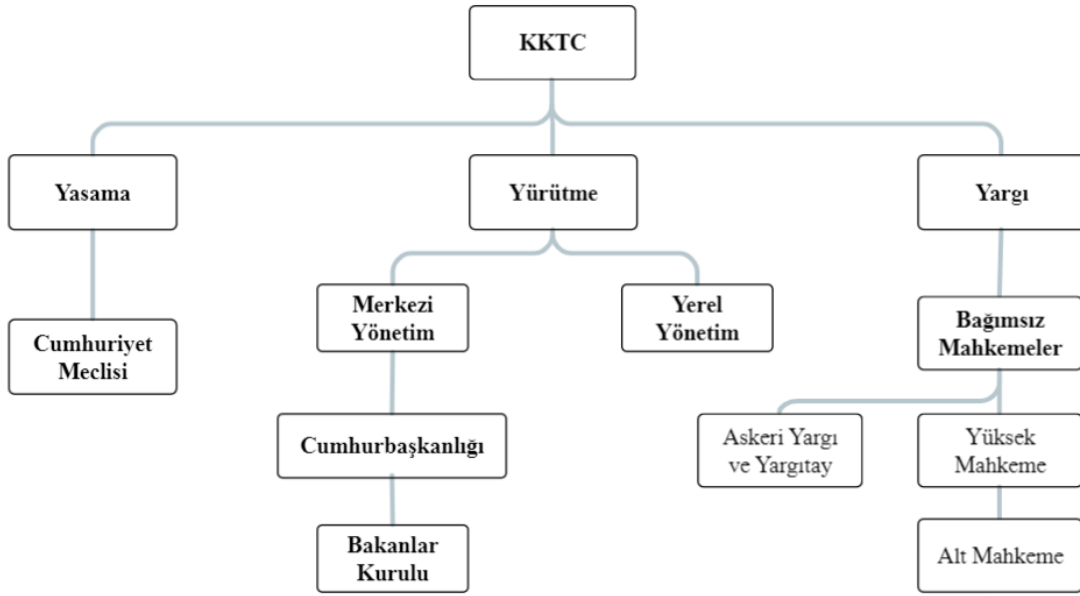 KKTC
Yasama
Yürütme
Yargı
Cumhuriyet
Meclisi
Merkezi
Yönetim
Yerel
Yönetim
Bağımsız
Mahkemeler
Cumhurbaşkanlığı
Askeri Yargı
ve Yargıtay
Yüksek
Mahkeme
Bakanlar
Kurulu
Alt Mahkeme